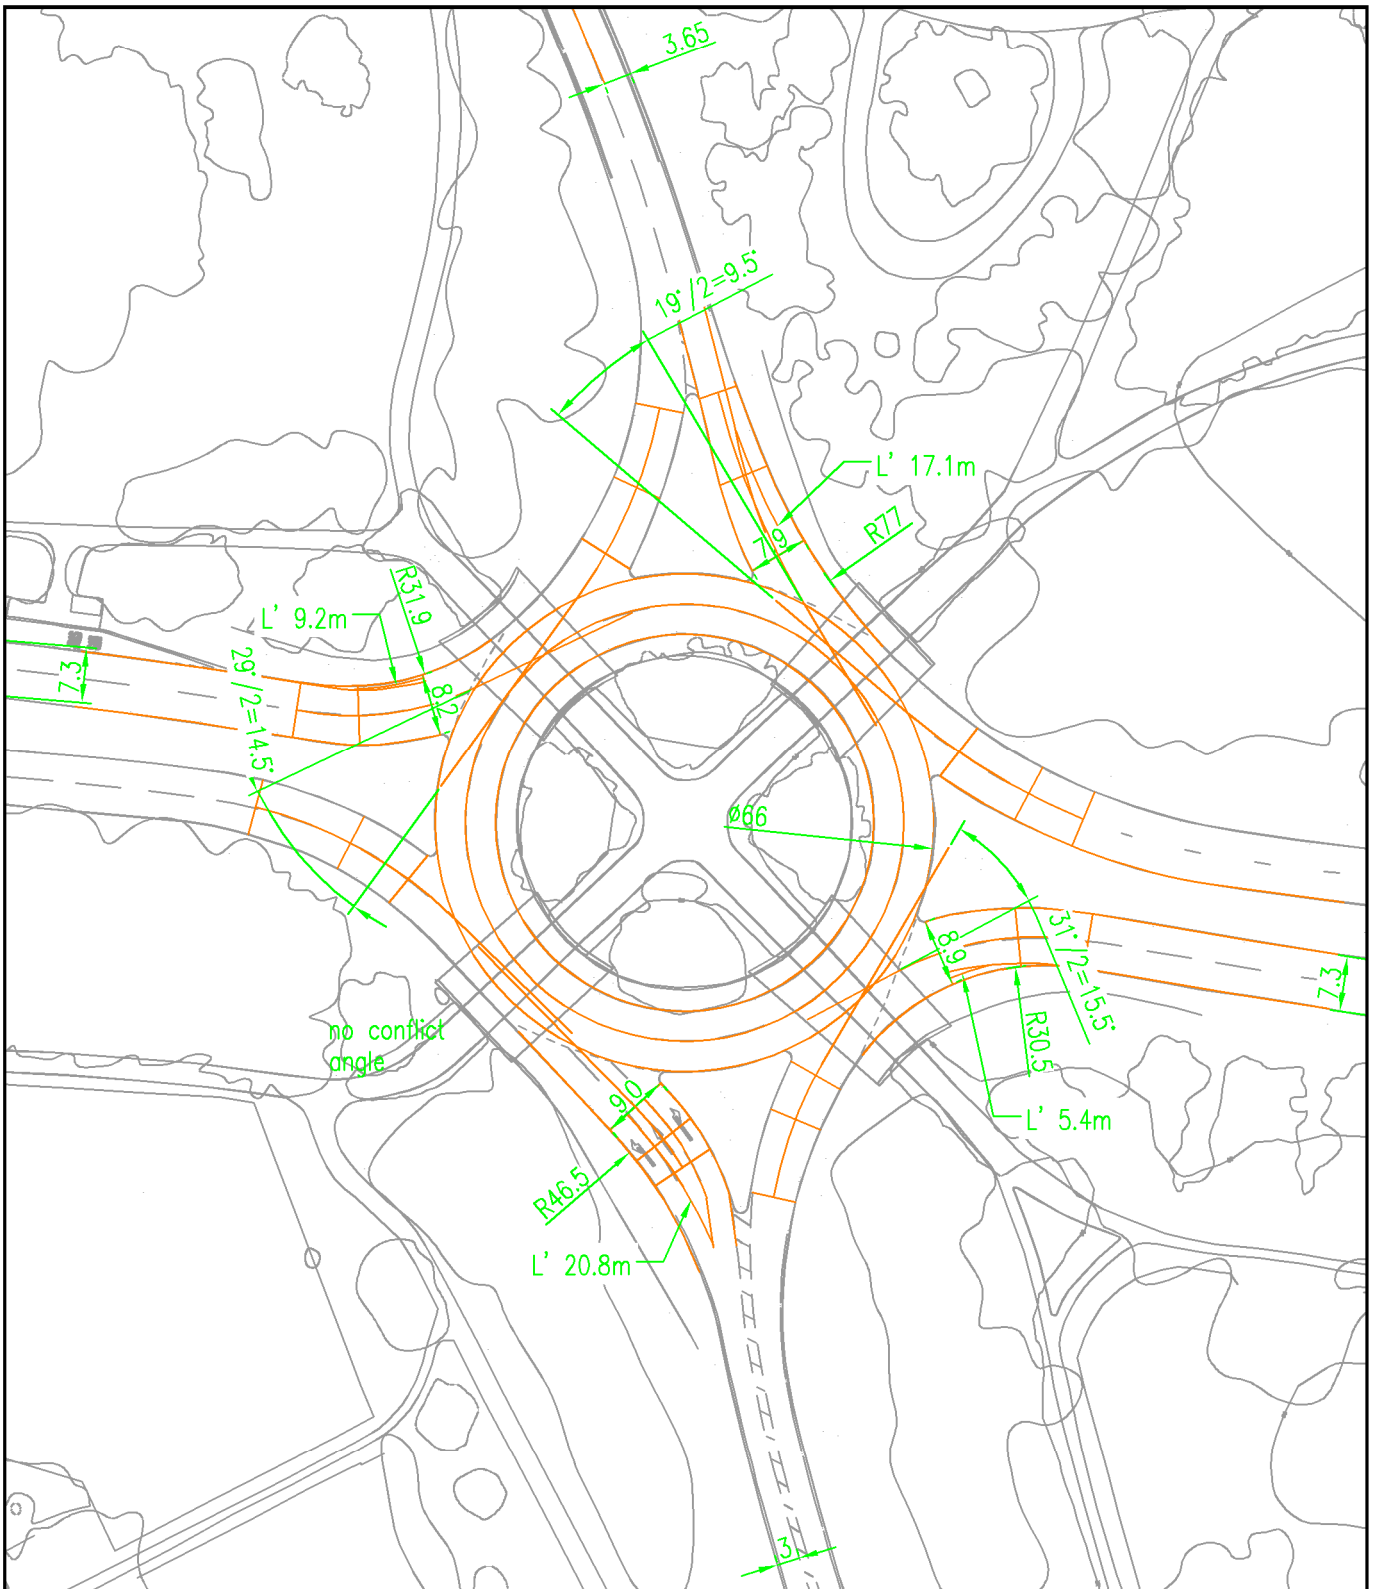 3.65
19°/2=9.5°
L' 17.1m
7.9
R77
R31.9
L' 9.2m
7.3
29°/2=14.5°
8.2
ø66
8.9
31°/2=15.5°
7.3
no conflict
angle
R30.5
9.0
L' 5.4m
R46.5
L' 20.8m
3